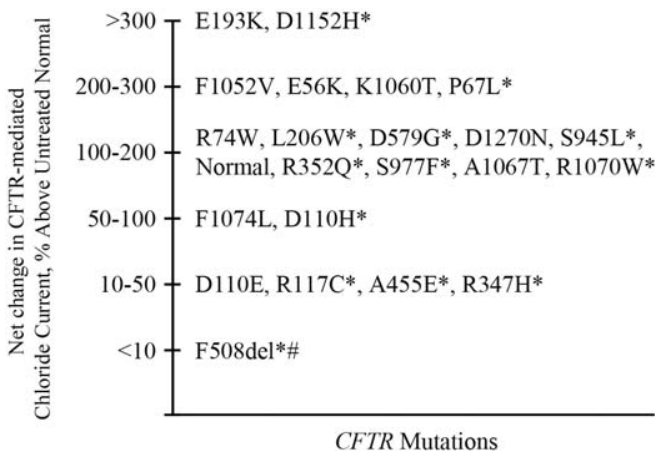 Net change in CFTR-mediated
Chloride Current, % Above Untreated Normal
>300 E193K, D1152H*
200-300 F1052V, E56K, K1060T, P67L*
100-200 R74W, L206W*, D579G*, D1270N, S945L*,
Normal, R352Q*, S977F*, A1067T, R1070W*
50-100 F1074L, D110H*
10-50 D110E, R117C*, A455E*, R347H*
<10 F508del*#
CFTR Mutations